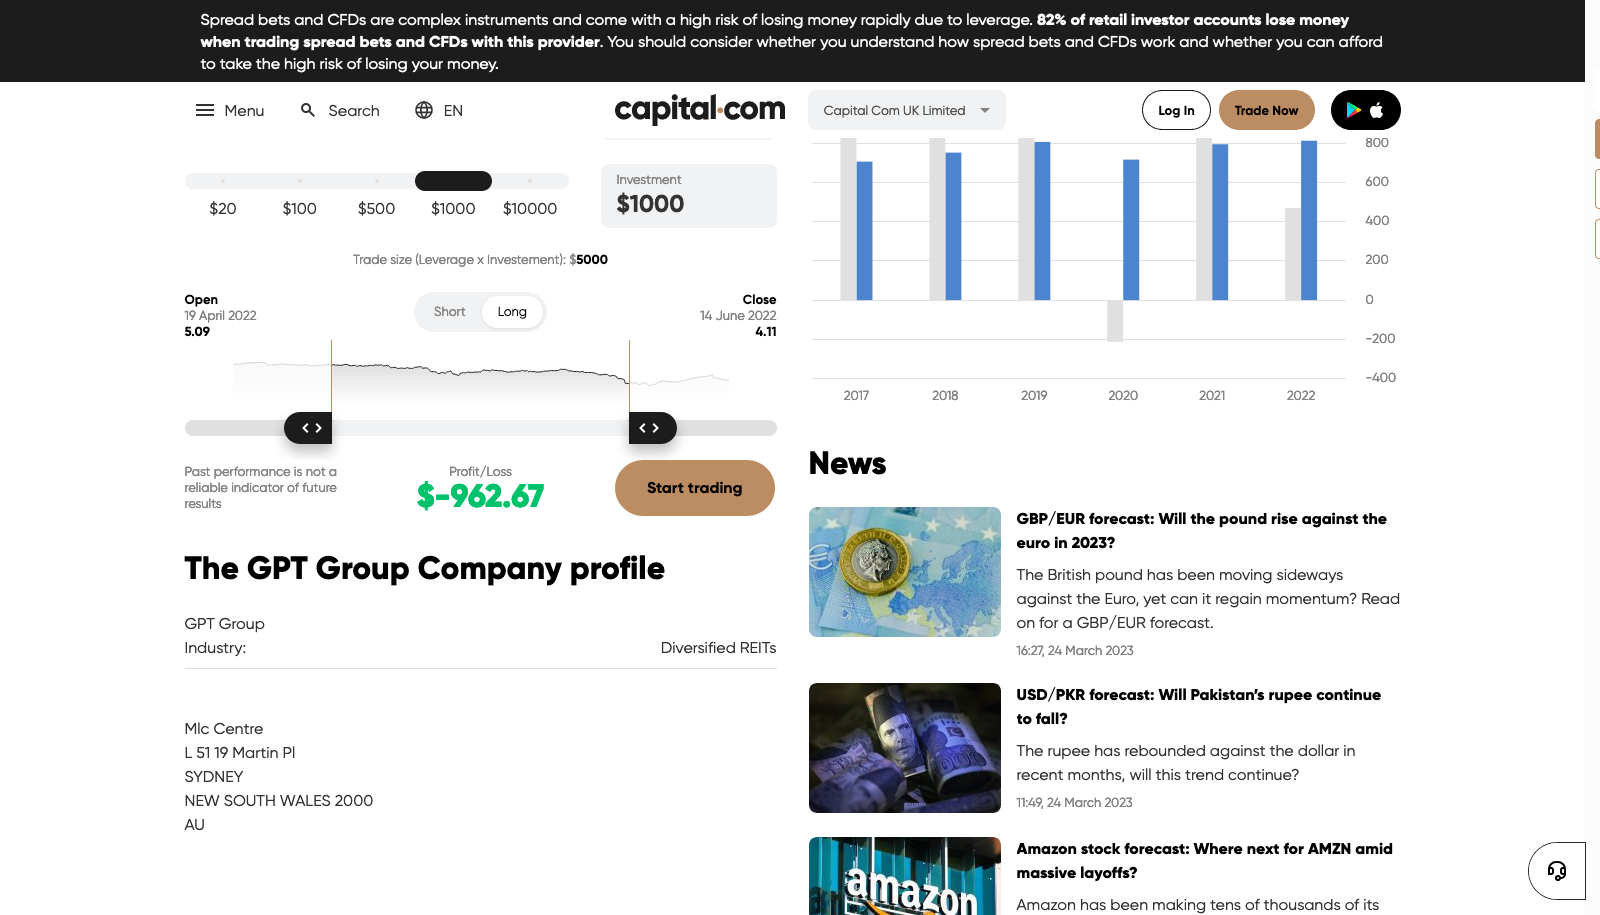 Spread bets and CFDs are complex instruments and come with a high risk of losing money rapidly due to leverage. 82% of retail investor accounts lose money
when trading spread bets and CFDs with this provider. You should consider whether you understand how spread bets and CFDs work and whether you can afford
to take the high risk of losing your money.
Menu
Search
EN
capital.com
Capital Com UK Limited
Log In
Trade Now
$20
$100
$500
$1000
$10000
Investment
$1000
Trade size (Leverage x Investement): $5000
Open
19 April 2022
5.09
Short
Long
Close
14 June 2022
4.11
Past performance is not a
reliable indicator of future
results
Profit/Loss
$-962.67
Start trading
The GPT Group Company profile
GPT Group
Industry:
Diversified REITs
Mlc Centre
L 51 19 Martin Pl
SYDNEY
NEW SOUTH WALES 2000
AU
800
600
400
200
0
-200
-400
2017
2018
2019
2020
2021
2022
News
GBP/EUR forecast: Will the pound rise against the
euro in 2023?
The British pound has been moving sideways
against the Euro, yet can it regain momentum? Read
on for a GBP/EUR forecast.
16:27, 24 March 2023
USD/PKR forecast: Will Pakistan’s rupee continue
to fall?
The rupee has rebounded against the dollar in
recent months, will this trend continue?
11:49, 24 March 2023
amazon
Amazon stock forecast: Where next for AMZN amid
massive layoffs?
Amazon has been making tens of thousands of its